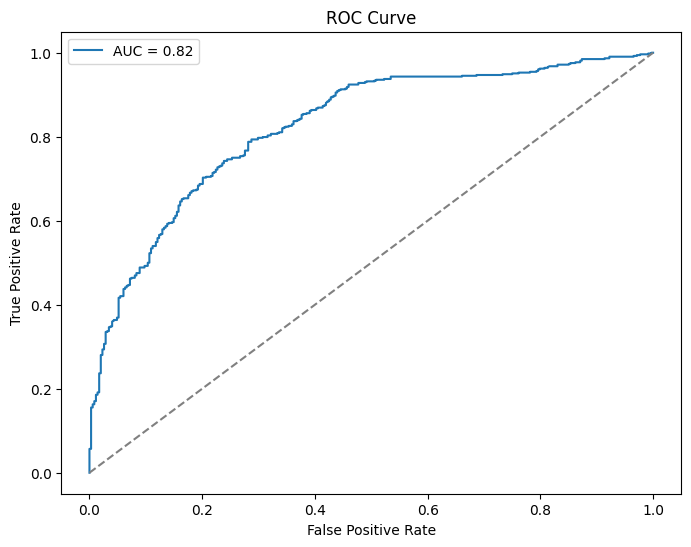 ROC Curve
AUC = 0.82
True Positive Rate
1.0
0.8
0.6
0.4
0.2
0.0
0.0 0.2 0.4 0.6 0.8 1.0
False Positive Rate